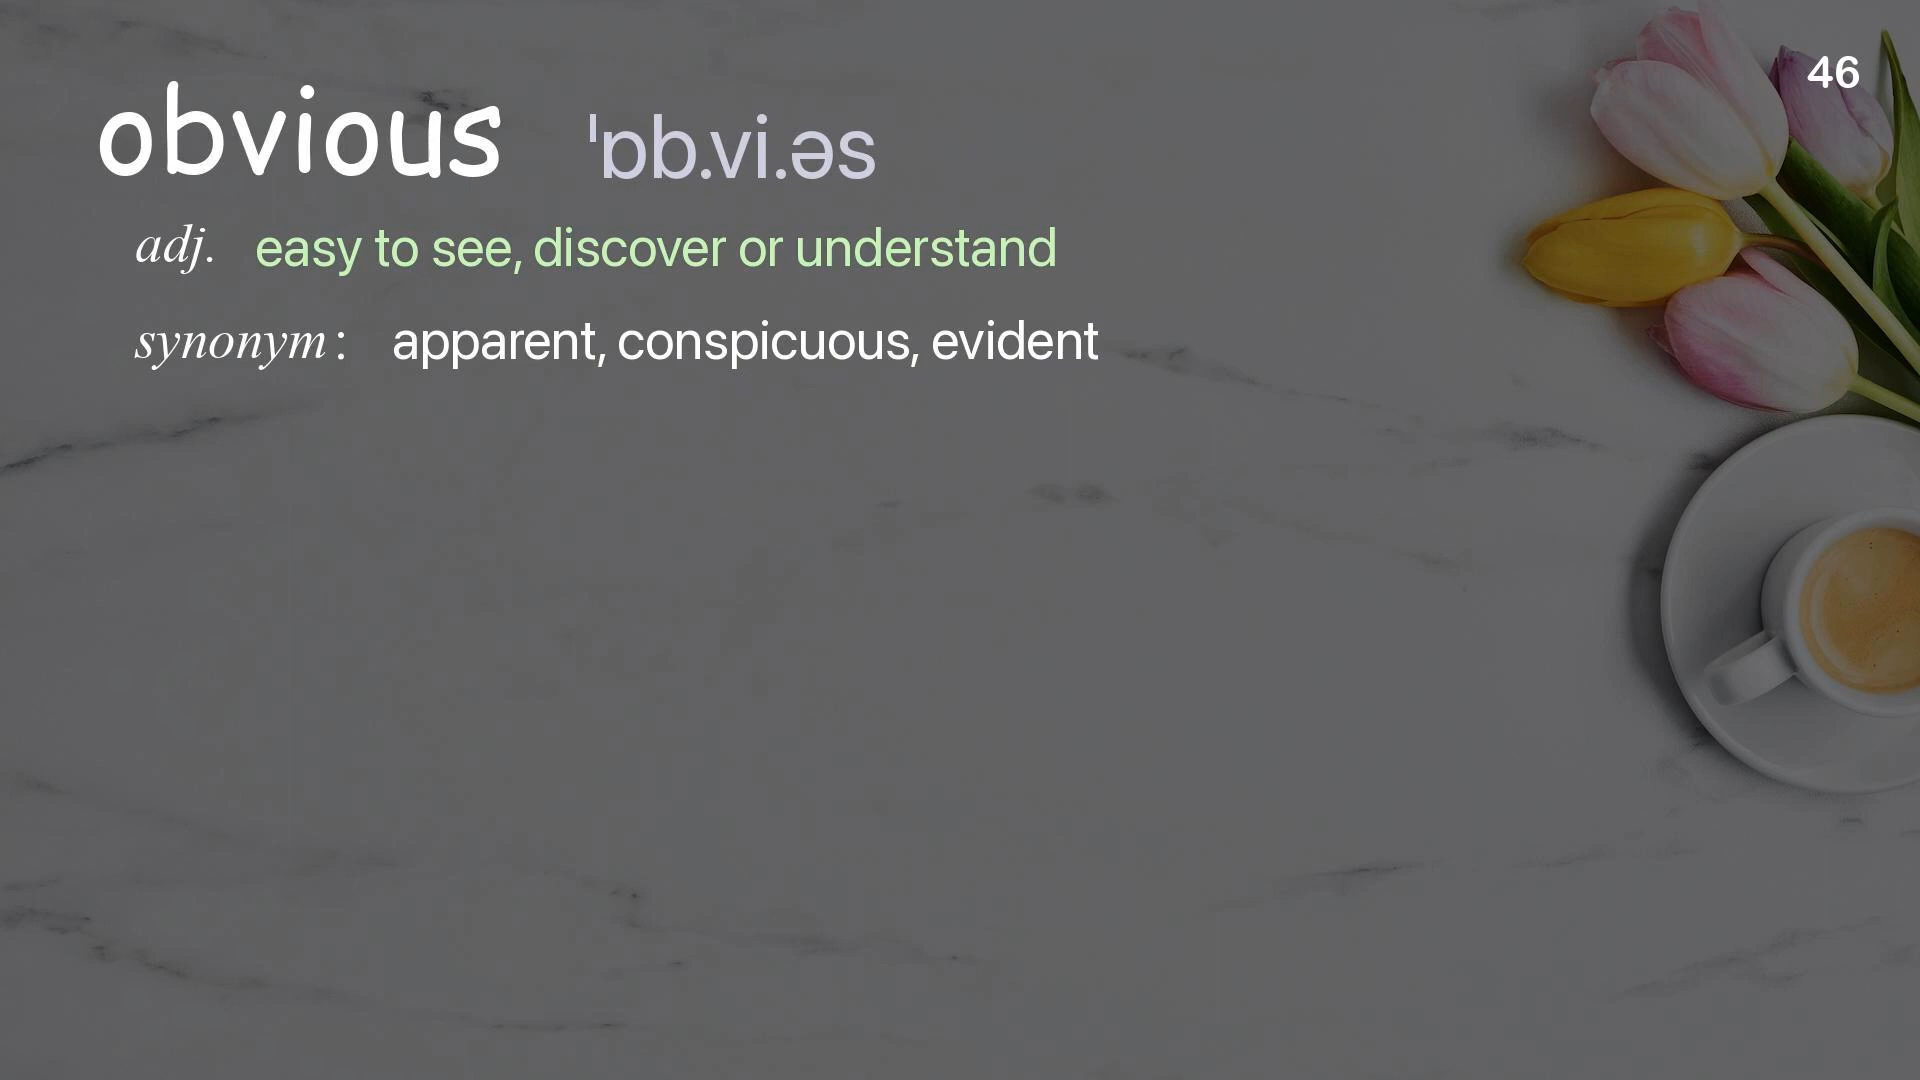 46
obvious ˈɒb.vi.əs
adj. easy to see, discover or understand
synonym : apparent, conspicuous, evident